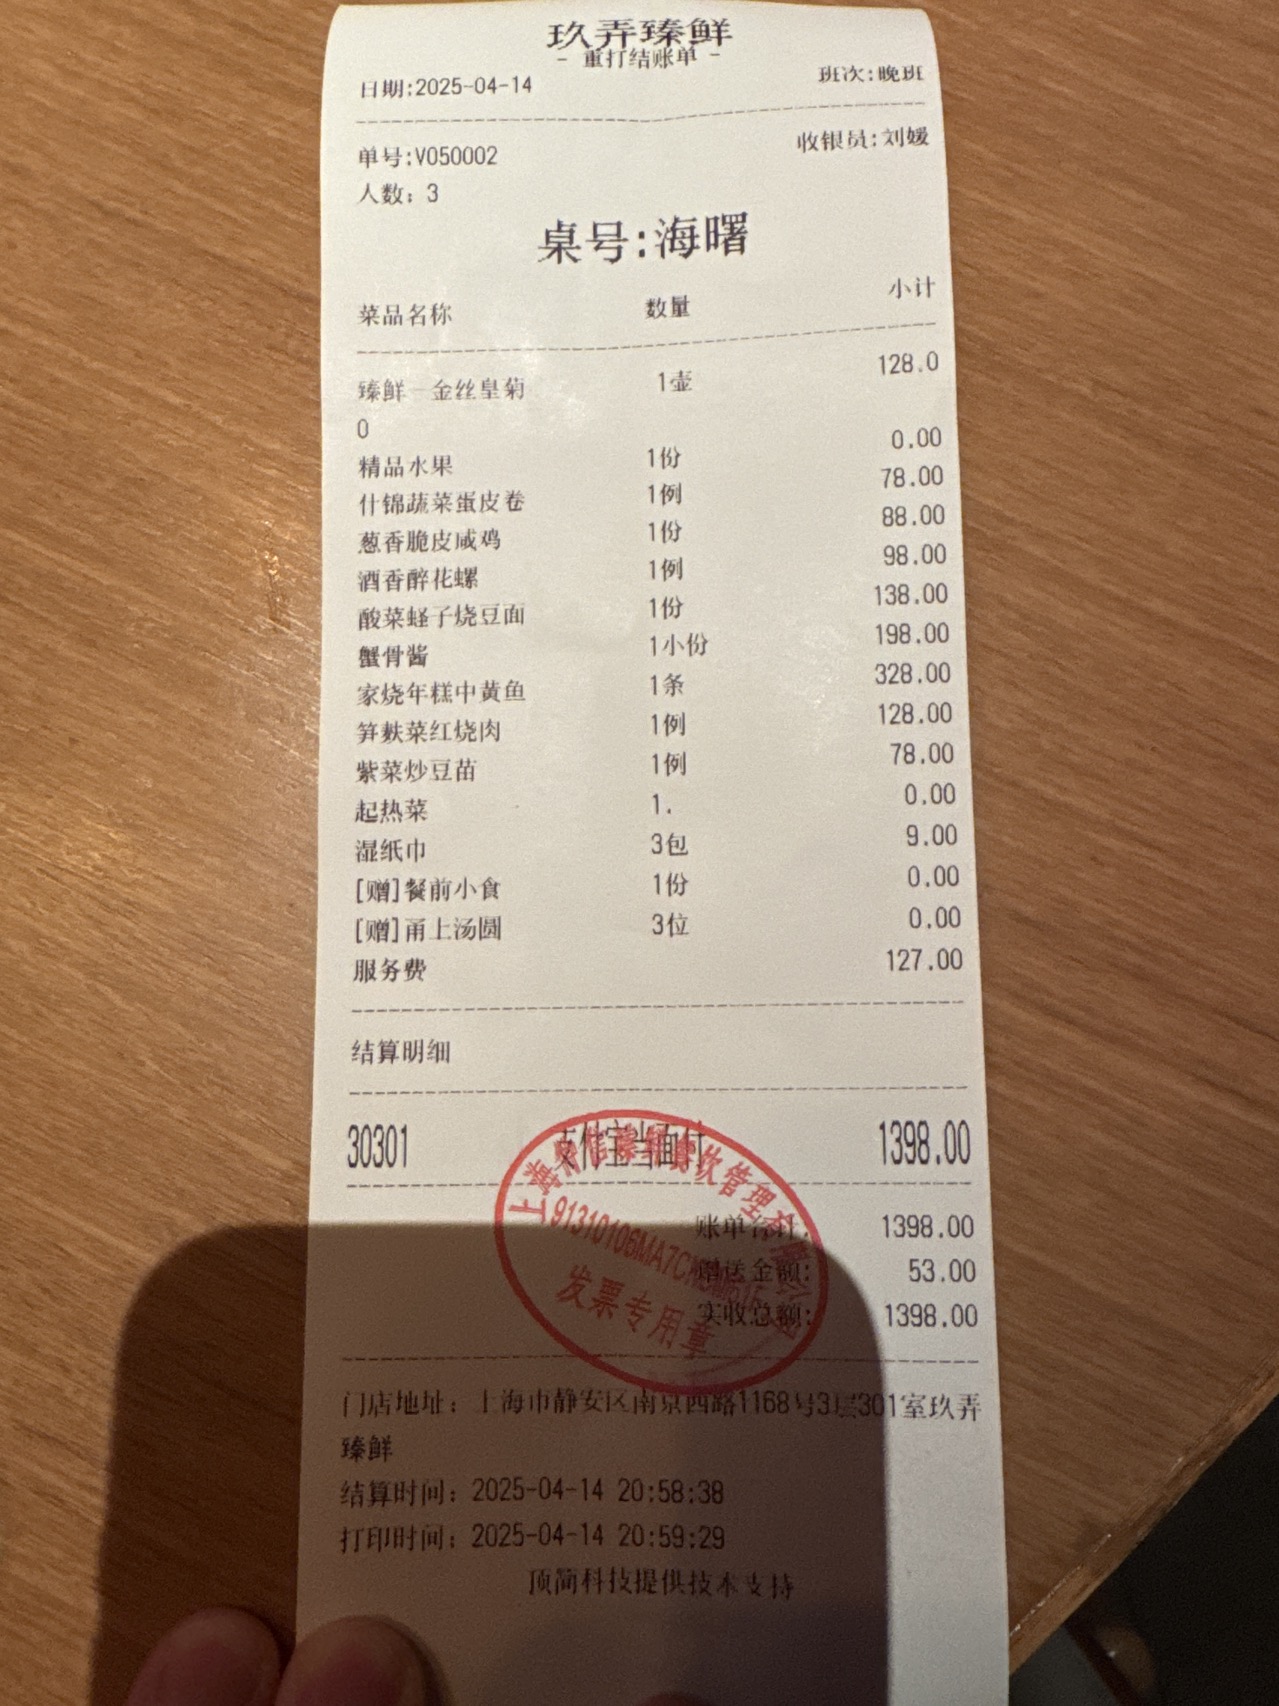 玖弄臻鲜
- 重打结账单 -
日期:2025-04-14 班次:晚班
单号:V050002 收银员:刘媛
人数: 3
桌号:海曙
菜品名称 数量 小计
臻鲜—金丝皇菊 1壶 128.0
0
精品水果 1份 0.00
什锦蔬菜蛋皮卷 1例 78.00
葱香脆皮咸鸡 1份 88.00
酒香醉花螺 1例 98.00
酸菜蛏子烧豆面 1份 138.00
蟹骨酱 1小份 198.00
家烧年糕中黄鱼 1条 328.00
笋麸菜红烧肉 1例 128.00
紫菜炒豆苗 1例 78.00
起热菜 1. 0.00
湿纸巾 3包 9.00
[赠]餐前小食 1份 0.00
[赠]甬上汤圆 3位 0.00
服务费 127.00
结算明细
30301 支付宝当面付 1398.00
账单合计: 1398.00
赠送金额: 53.00
实收总额: 1398.00
发票专用章
门店地址: 上海市静安区南京西路1168号3层301室玖弄
臻鲜
结算时间: 2025-04-14 20:58:38
打印时间: 2025-04-14 20:59:29
顶简科技提供技术支持